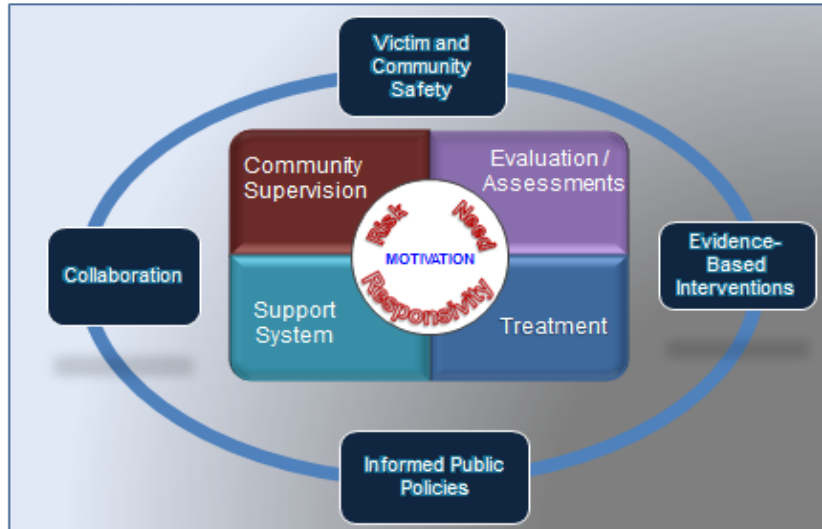 Victim and
Community
Safety
Community
Supervision
Evaluation /
Assessments
Risk
Need
MOTIVATION
Responsivity
Collaboration
Evidence-
Based
Interventions
Support
System
Treatment
Informed Public
Policies